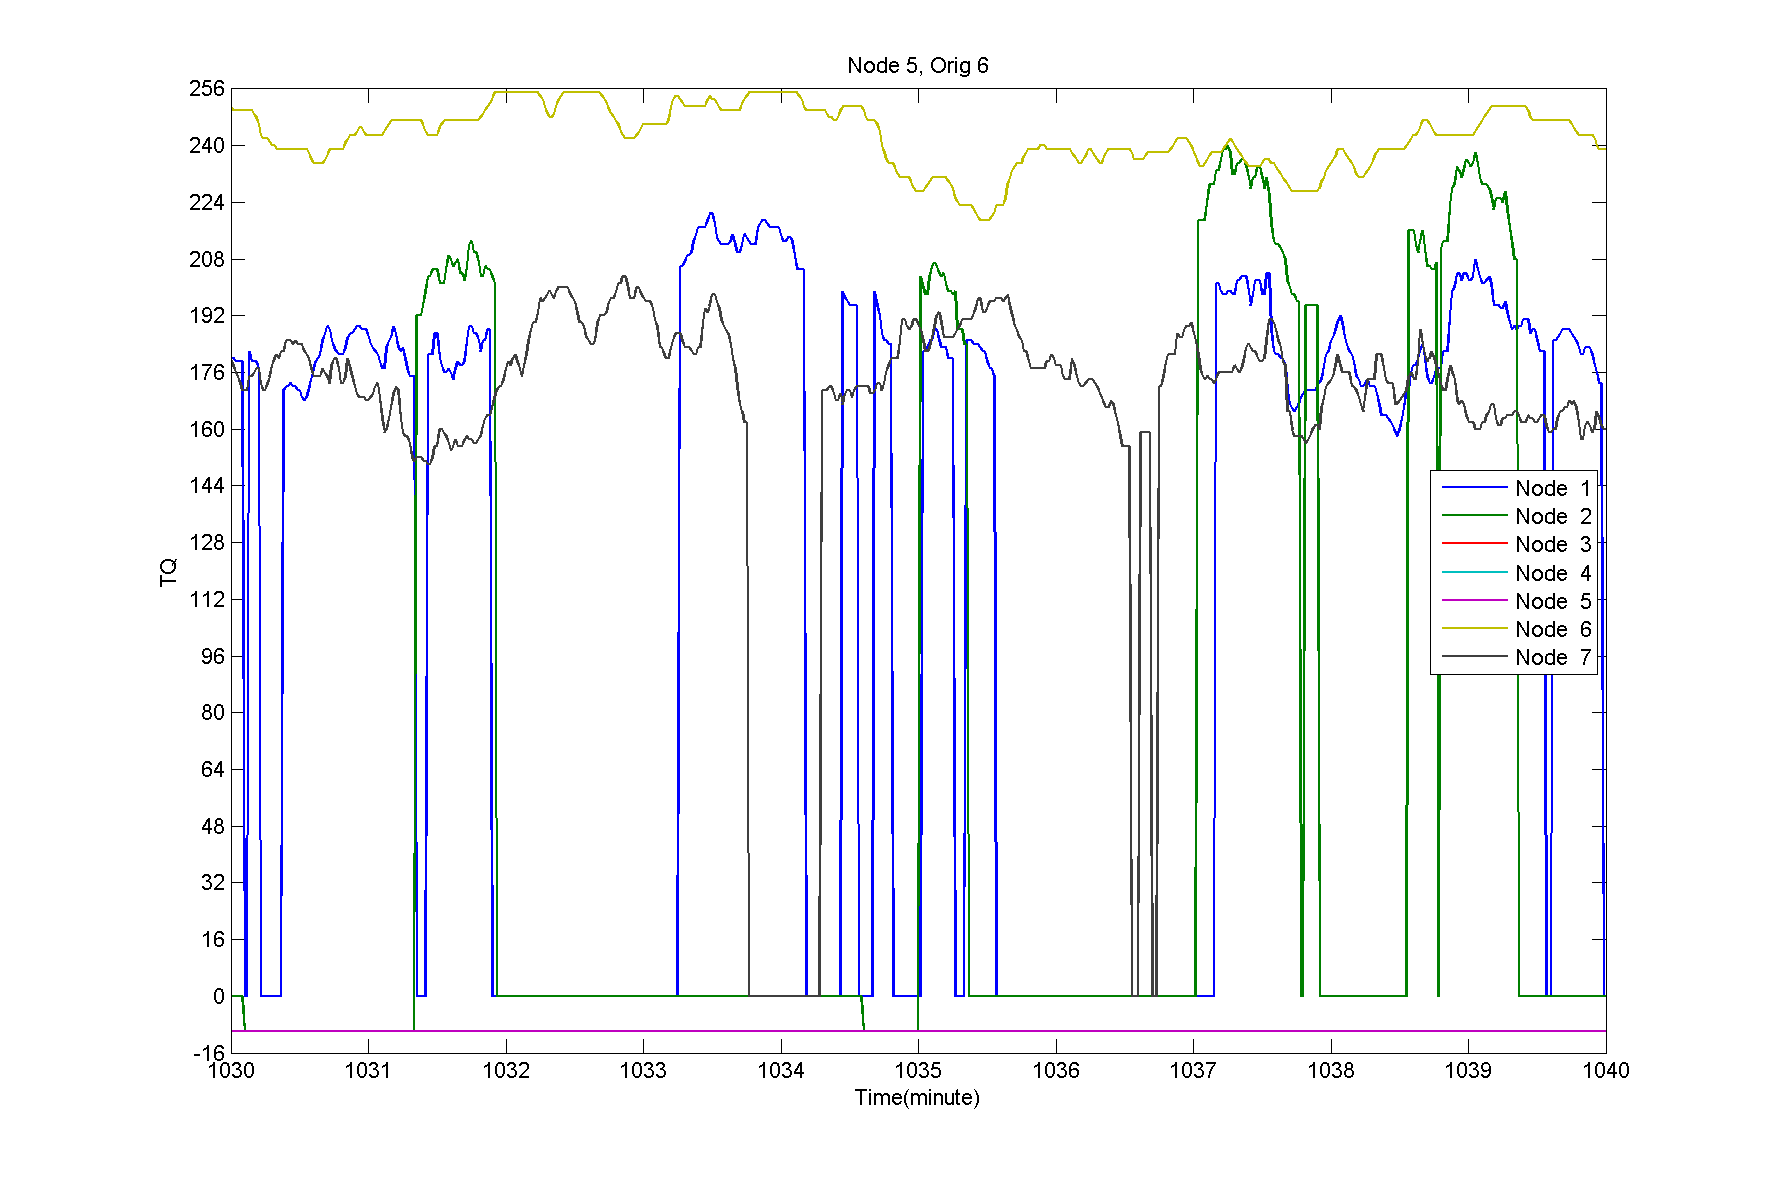 Node 5, Orig 6
256
240
224
208
192
176
160
144
128
112
96
80
64
48
32
16
0
-16
TQ
Node 1
Node 2
Node 3
Node 4
Node 5
Node 6
Node 7
1030 1031 1032 1033 1034 1035 1036 1037 1038 1039 1040
Time(minute)